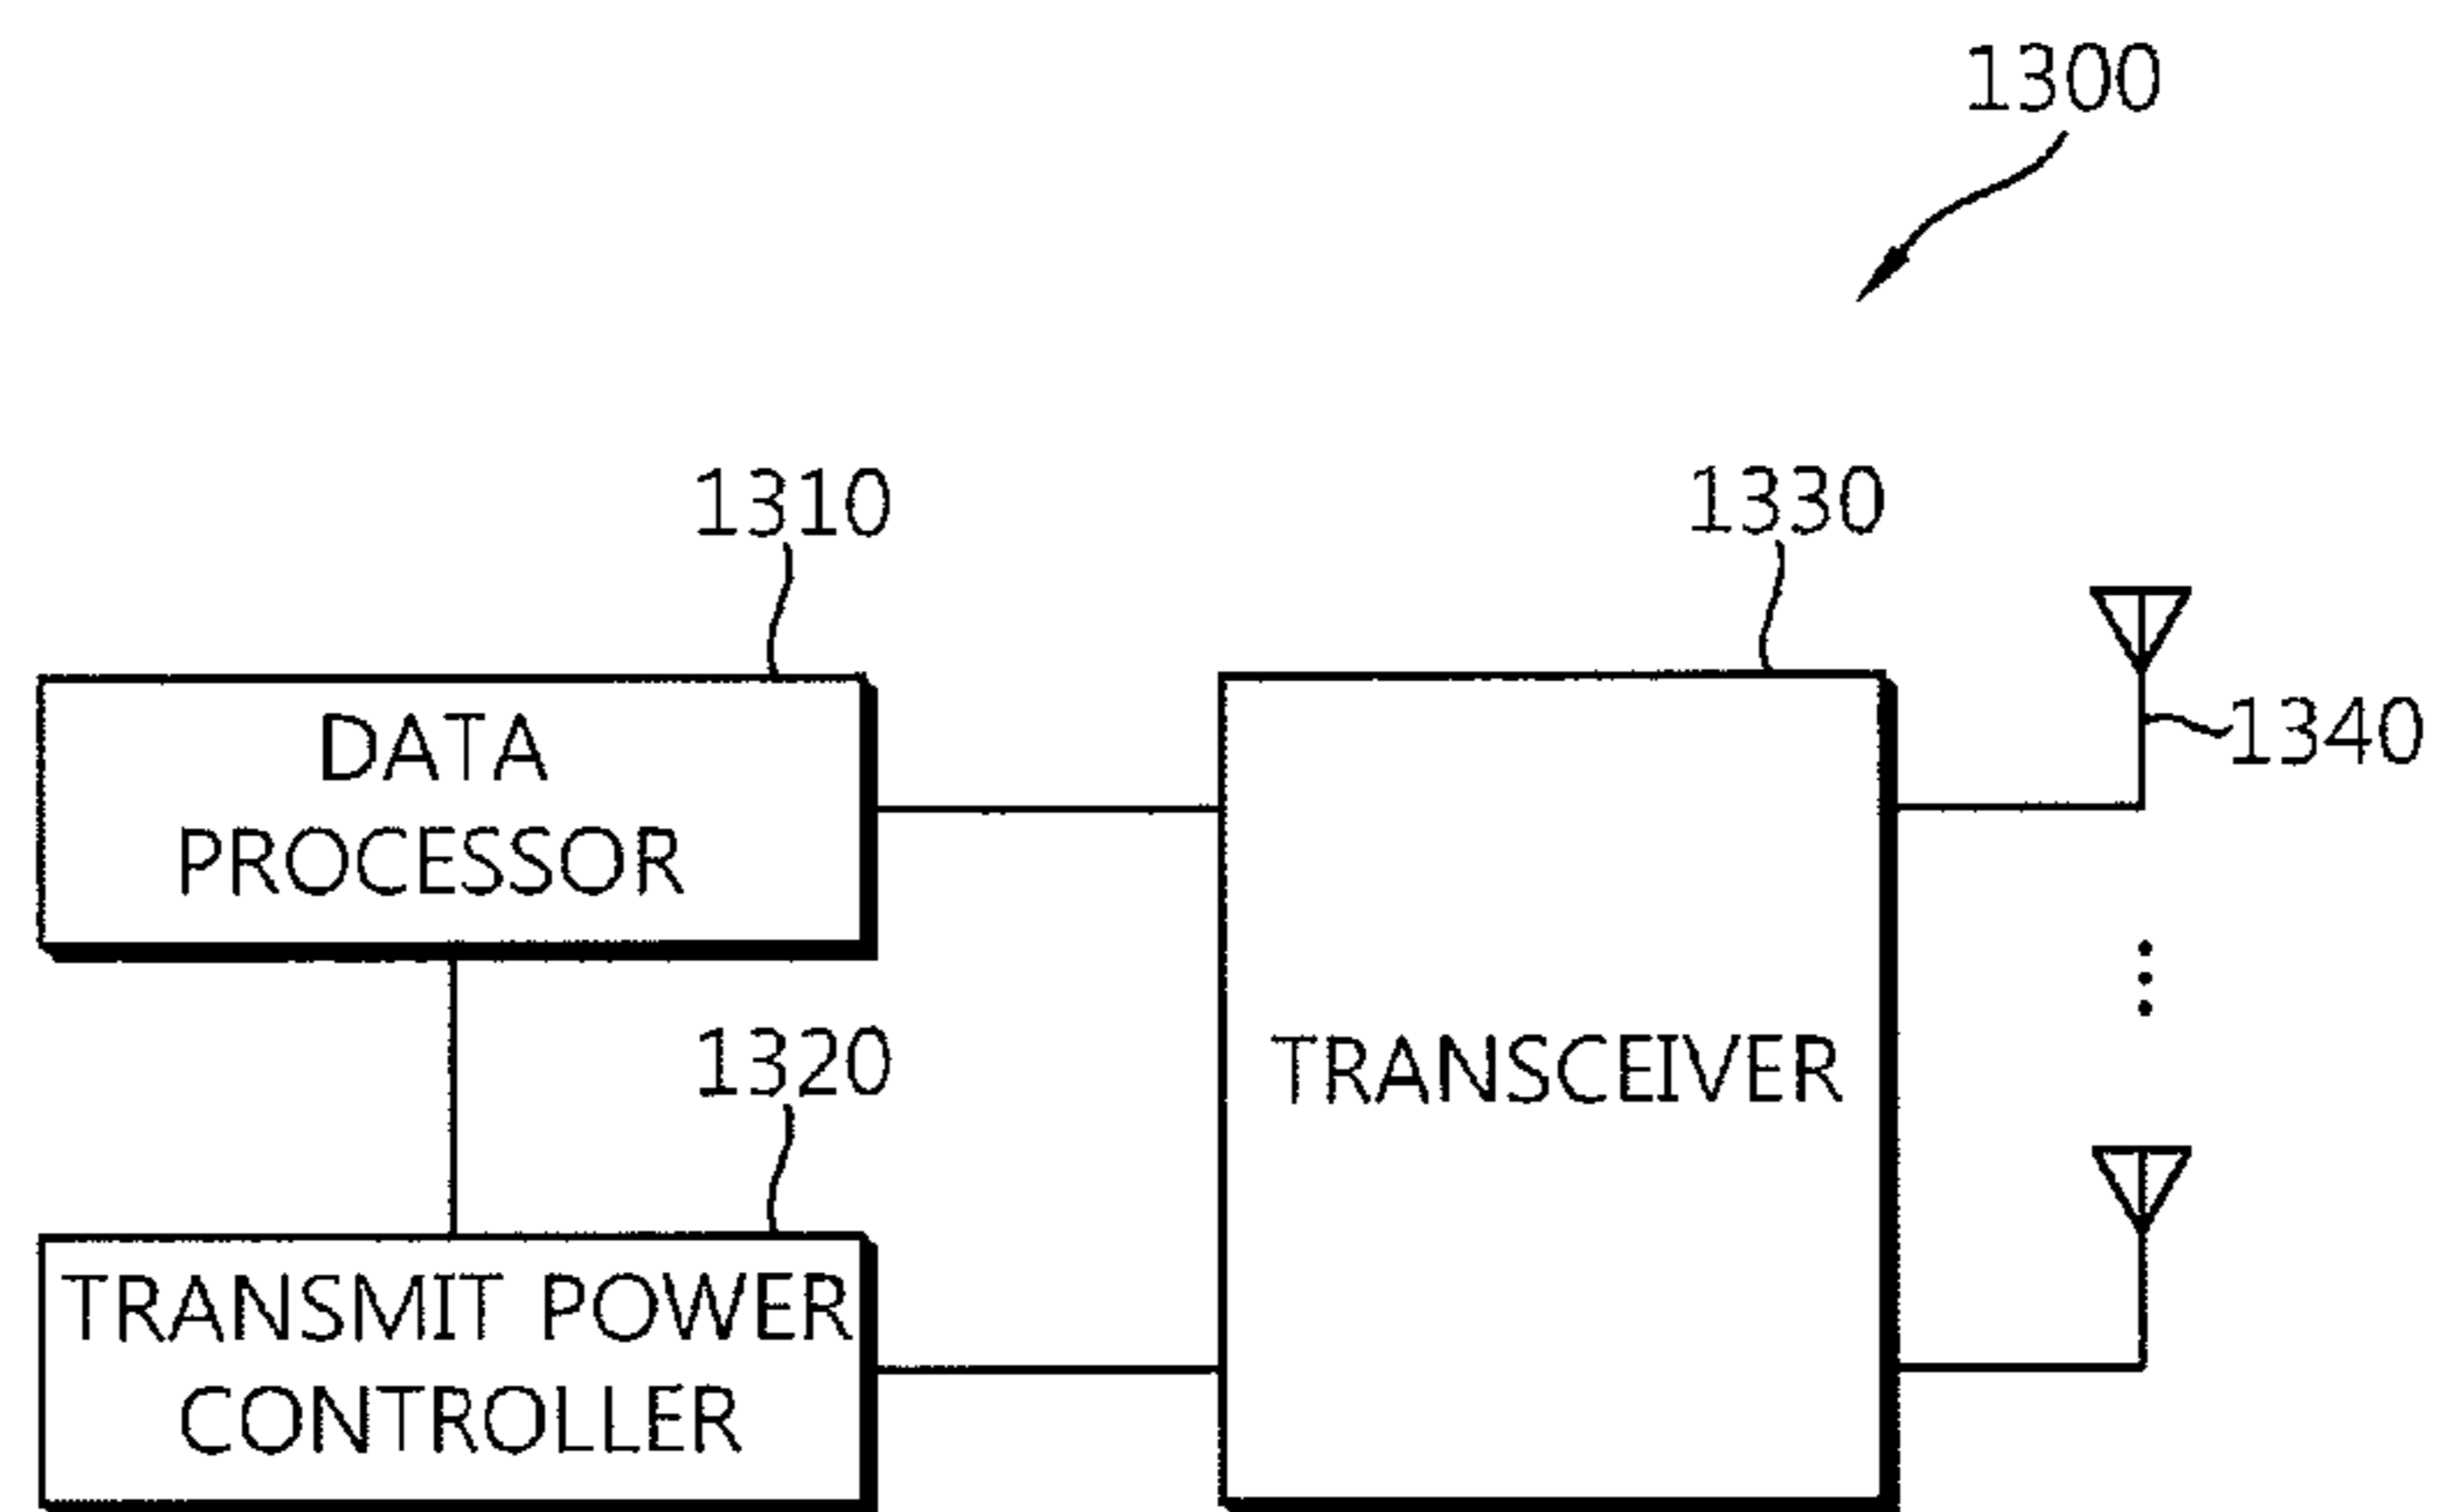 1300
1310
1330
DATA
PROCESSOR
1340
1320
TRANSCEIVER
TRANSMIT POWER
CONTROLLER